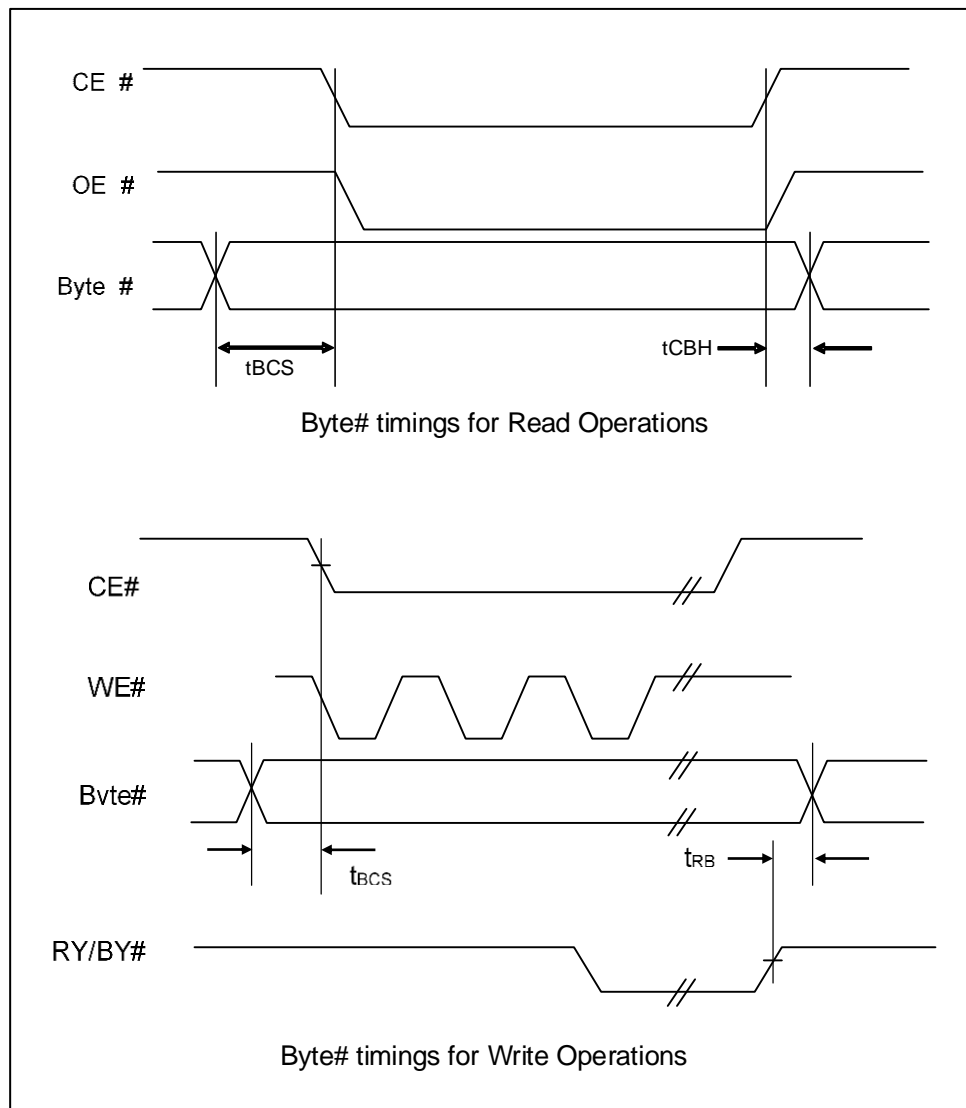 CE #
OE #
Byte #
tBCS
tCBH
Byte# timings for Read Operations
CE#
WE#
Bvte#
tBCS
tRB
RY/BY#
Byte# timings for Write Operations